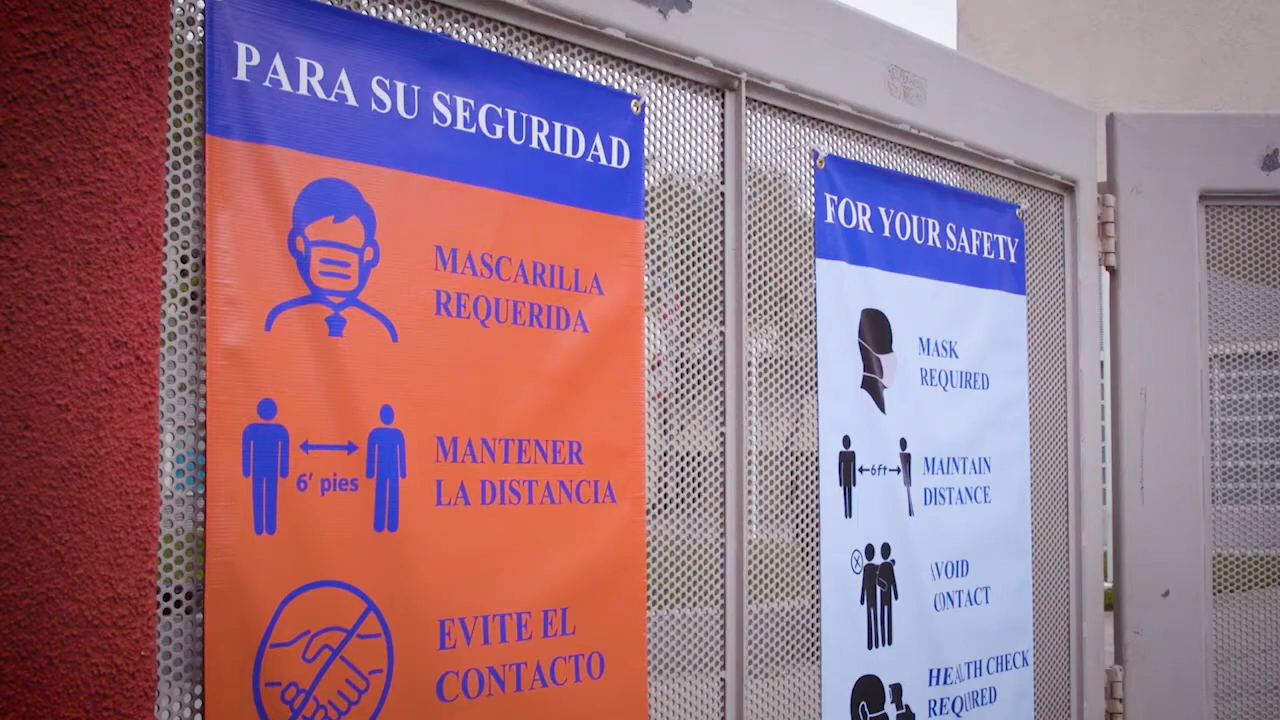 PARA SU SEGURIDAD
MASCARILLA
REQUERIDA
6' pies
MANTENER
LA DISTANCIA
EVITE EL
CONTACTO
FOR YOUR SAFETY
MASK
REQUIRED
6ft
MAINTAIN
DISTANCE
AVOID
CONTACT
HEALTH CHECK
REQUIRED